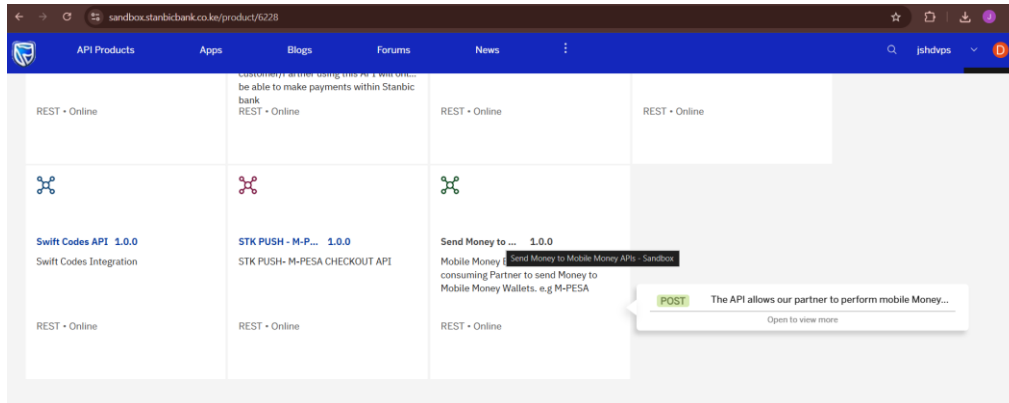 sandbox.stanbicbank.co.ke/product/6228
J
API Products Apps Blogs Forums News jshdvps D
customer/Partner using this API will ont...
be able to make payments within Stanbic
bank
REST • Online REST • Online REST • Online REST • Online
Swift Codes API 1.0.0
Swift Codes Integration
REST • Online
STK PUSH - M-P... 1.0.0
STK PUSH- M-PESA CHECKOUT API
REST • Online
Send Money to ... 1.0.0
Send Money to Mobile Money APIs - Sandbox
Mobile Money
consuming Partner to send Money to
Mobile Money Wallets. e.g M-PESA
REST • Online
POST The API allows our partner to perform mobile Money...
Open to view more